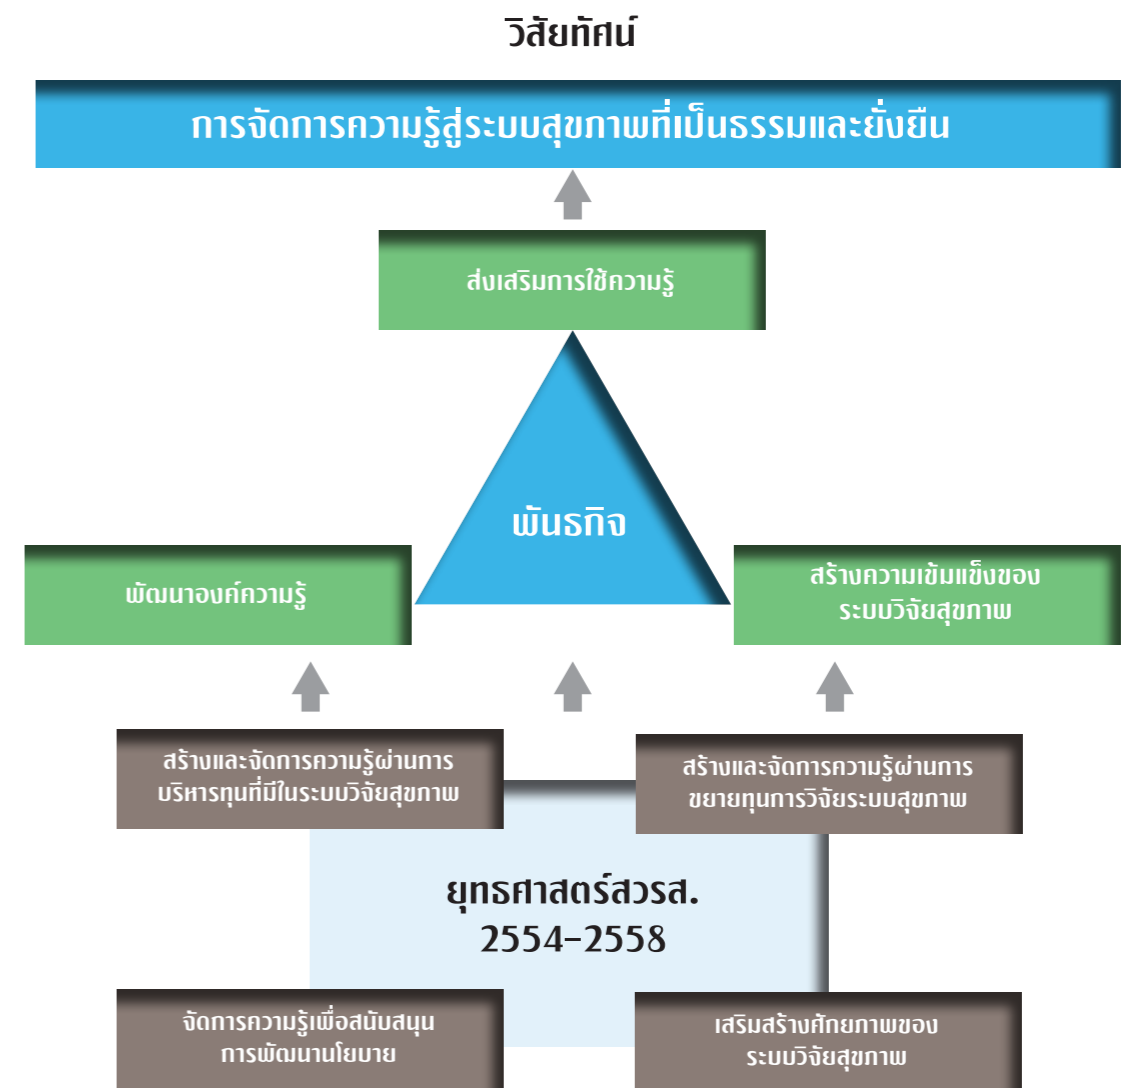 วิสัยทัศน์
การจัดการความรู้สู่ระบบสุขภาพที่เป็นธรรมและยั่งยืน
ส่งเสริมการใช้ความรู้
พันธกิจ
พัฒนาองค์ความรู้
สร้างความเข้มแข็งของ
ระบบวิจัยสุขภาพ
สร้างและจัดการความรู้ผ่านการ
บริหารทุนที่มีในระบบวิจัยสุขภาพ
สร้างและจัดการความรู้ผ่านการ
ขยายทุนการวิจัยระบบสุขภาพ
ยุทธศาสตร์สวรส.
2554-2558
จัดการความรู้เพื่อสนับสนุน
การพัฒนานโยบาย
เสริมสร้างศักยภาพของ
ระบบวิจัยสุขภาพ